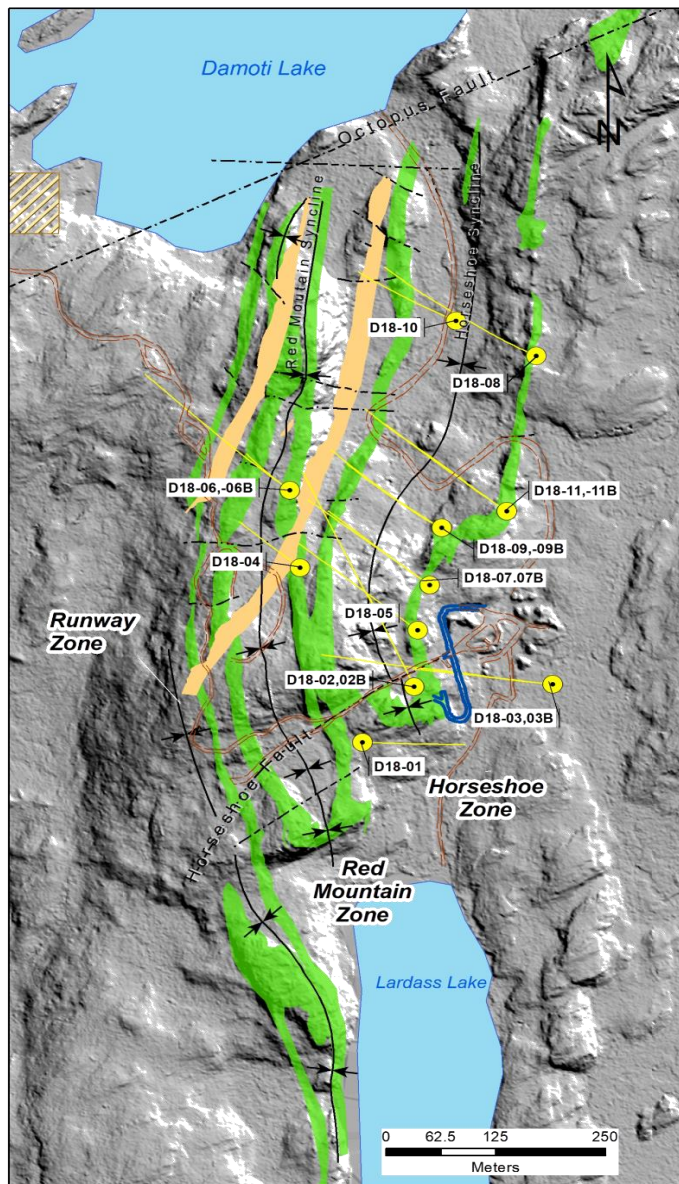 Damoti Lake
Octopus Fault
N
Red Mountain Syncline
Horseshoe Syncline
D18-10
D18-08
D18-06,-06B
D18-11,-11B
D18-09,-09B
D18-04
D18-07.07B
Runway
Zone
D18-05
D18-02,02B
D18-03,03B
D18-01
Horseshoe Fault
Horseshoe
Zone
Red
Mountain
Zone
Lardass Lake
0 62.5 125 250
Meters